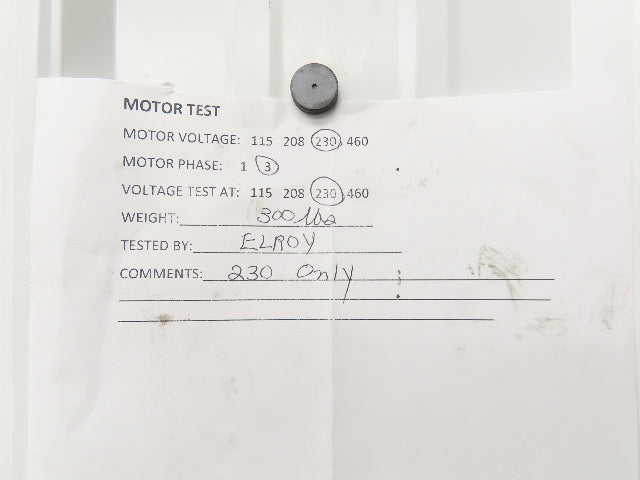 MOTOR TEST
MOTOR VOLTAGE: 115 208 230 460
MOTOR PHASE: 1 3
VOLTAGE TEST AT: 115 208 230 460
WEIGHT: 300 lbs
TESTED BY: ELROY
COMMENTS: 230 Only